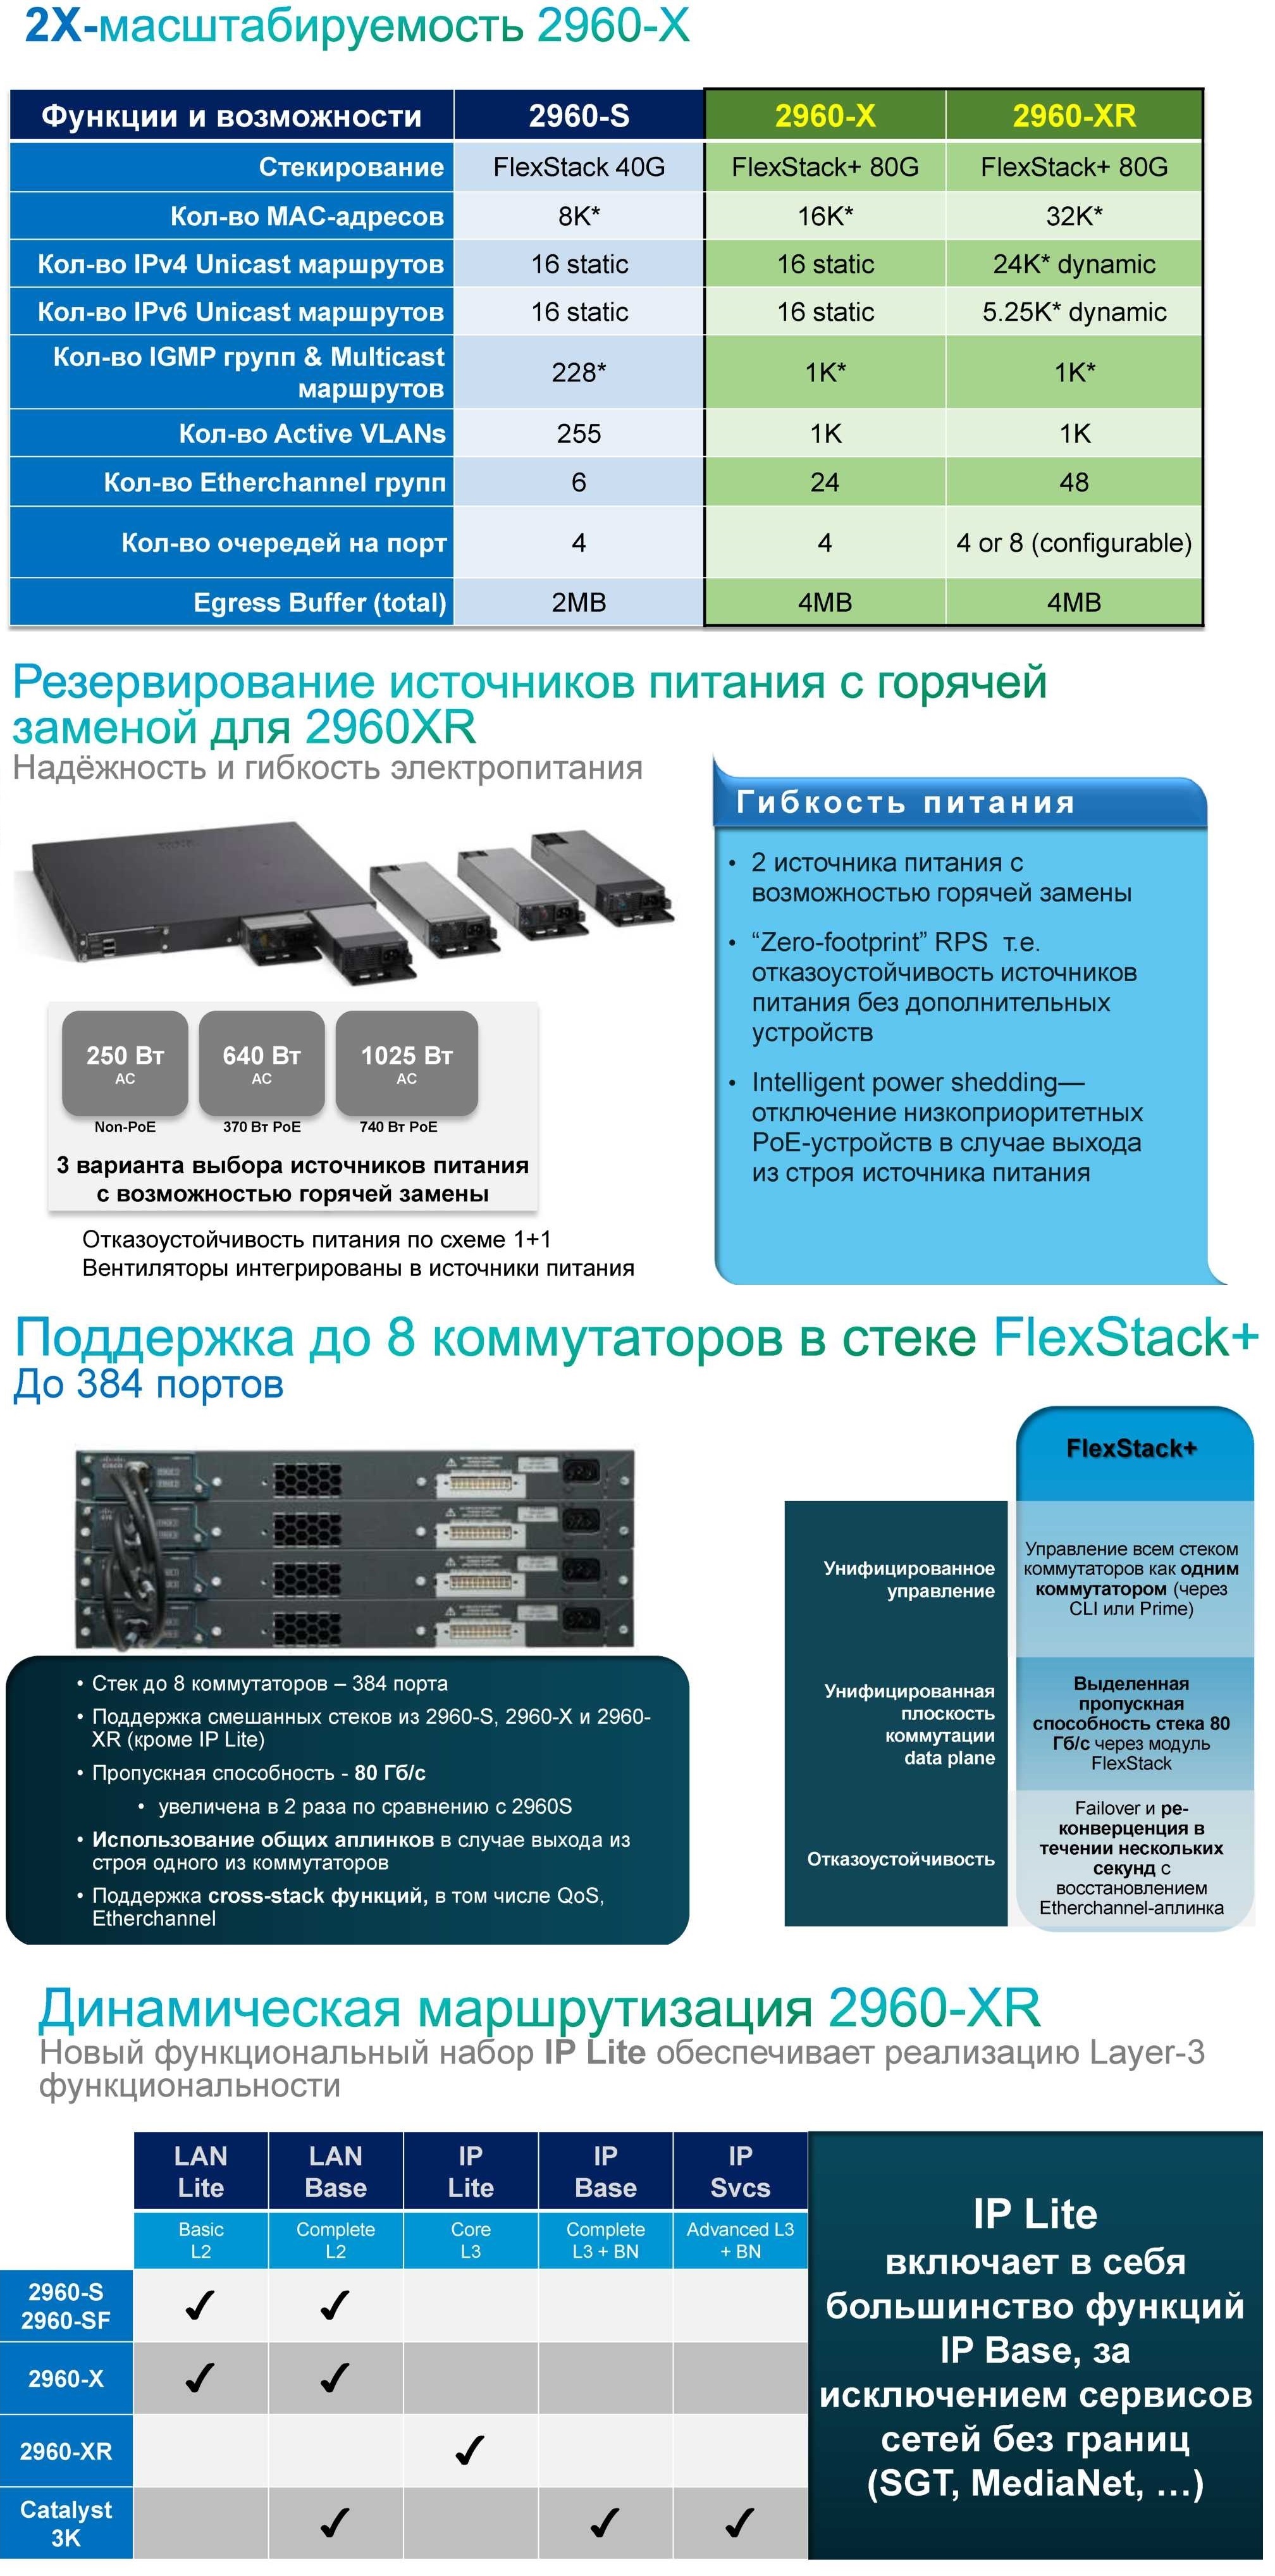 2X-масштабируемость 2960-X
Функции и возможности 2960-S 2960-X 2960-XR
Стекирование FlexStack 40G FlexStack+ 80G FlexStack+ 80G
Кол-во MAC-адресов 8K* 16K* 32K*
Кол-во IPv4 Unicast маршрутов 16 static 16 static 24K* dynamic
Кол-во IPv6 Unicast маршрутов 16 static 16 static 5.25K* dynamic
Кол-во IGMP групп & Multicast
маршрутов 228* 1K* 1K*
Кол-во Active VLANs 255 1K 1K
Кол-во Etherchannel групп 6 24 48
Кол-во очередей на порт 4 4 4 or 8 (configurable)
Egress Buffer (total) 2MB 4MB 4MB
Резервирование источников питания с горячей
заменой для 2960XR
Надёжность и гибкость электропитания
250 Вт 640 Вт 1025 Вт
AC AC AC
Non-PoE 370 Вт PoE 740 Вт PoE
3 варианта выбора источников питания
с возможностью горячей замены
Отказоустойчивость питания по схеме 1+1
Вентиляторы интегрированы в источники питания
Гибкость питания
• 2 источника питания с
возможностью горячей замены
• “Zero-footprint” RPS т.е.
отказоустойчивость источников
питания без дополнительных
устройств
• Intelligent power shedding—
отключение низкоприоритетных
PoE-устройств в случае выхода
из строя источника питания
Поддержка до 8 коммутаторов в стеке FlexStack+
До 384 портов
• Стек до 8 коммутаторов – 384 порта
• Поддержка смешанных стеков из 2960-S, 2960-X и 2960-
XR (кроме IP Lite)
• Пропускная способность - 80 Гб/с
• увеличена в 2 раза по сравнению с 2960S
• Использование общих аплинков в случае выхода из
строя одного из коммутаторов
• Поддержка cross-stack функций, в том числе QoS,
Etherchannel
FlexStack+
Унифицированное
управление
Управление всем стеком
коммутаторов как одним
коммутатором (через
CLI или Prime)
Унифицированная
плоскость
коммутации
data plane
Выделенная
пропускная
способность стека 80
Гб/с через модуль
FlexStack
Отказоустойчивость
Failover и ре-
конверценция в
течении нескольких
секунд с
восстановлением
Etherchannel-аплинка
Динамическая маршрутизация 2960-XR
Новый функциональный набор IP Lite обеспечивает реализацию Layer-3
функциональности
LAN LAN IP IP IP
Lite Base Lite Base Svcs
Basic Complete Core Complete Advanced L3
L2 L2 L3 L3 + BN + BN
2960-S ✓ ✓
2960-SF
2960-X ✓ ✓
2960-XR ✓
Catalyst ✓ ✓ ✓
3K
IP Lite
включает в себя
большинство функций
IP Base, за
исключением сервисов
сетей без границ
(SGT, MediaNet, …)